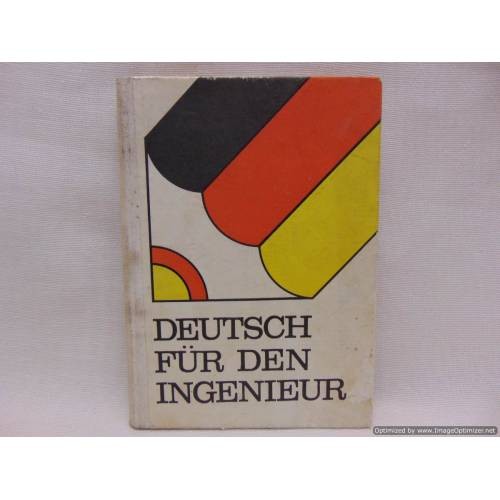 DEUTSCH
FÜR DEN
INGENIEUR
Optimized by www.ImageOptimizer.net